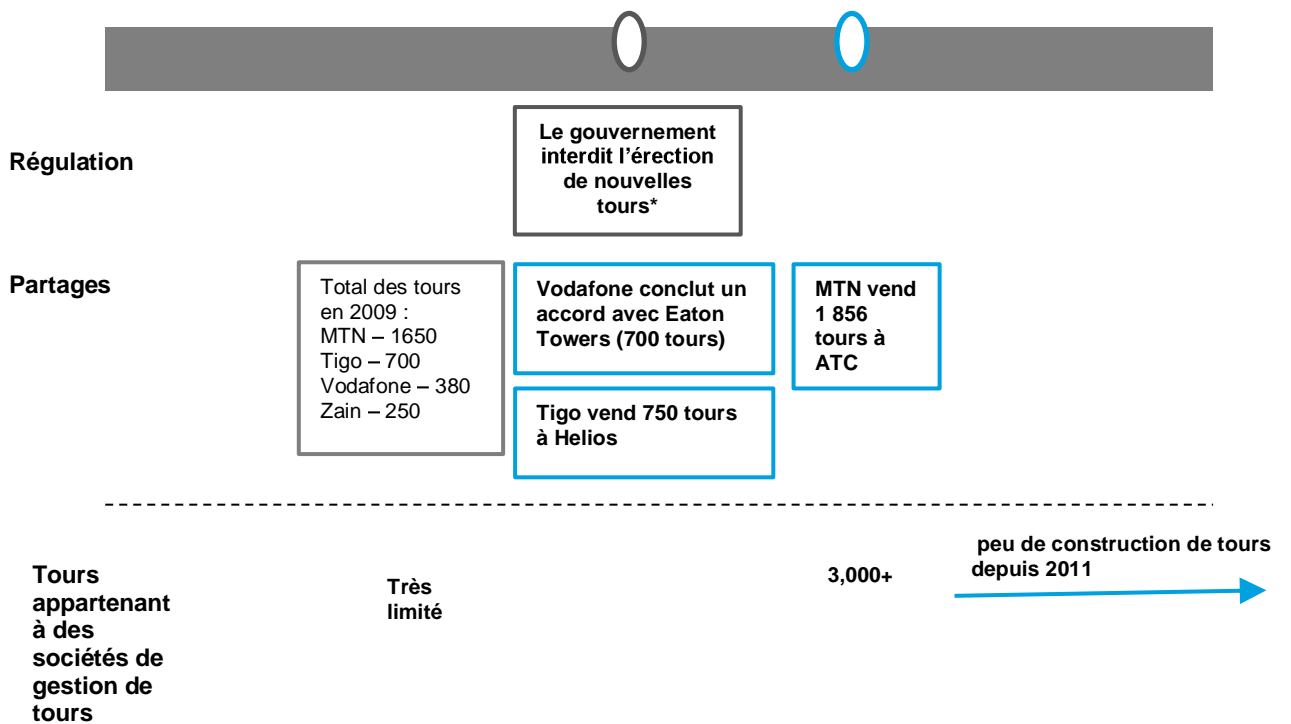 Régulation
Le gouvernement
interdit l’érection
de nouvelles
tours*
Partages
Total des tours
en 2009 :
MTN – 1650
Tigo – 700
Vodafone – 380
Zain – 250
Vodafone conclut un
accord avec Eaton
Towers (700 tours)
Tigo vend 750 tours
à Helios
MTN vend
1 856
tours à
ATC
Tours
appartenant
à des
sociétés de
gestion de
tours
Très
limité
3,000+
peu de construction de tours
depuis 2011